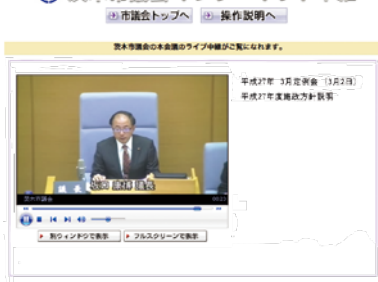 市議会トップへ 操作説明へ
茨木市議会の本会議のライブ中継がご覧になれます。
平成27年 3月定例会 (3月2日)
平成27年度施政方針説明
議長
茨木市議会
別ウィンドウで表示 フルスクリーンで表示